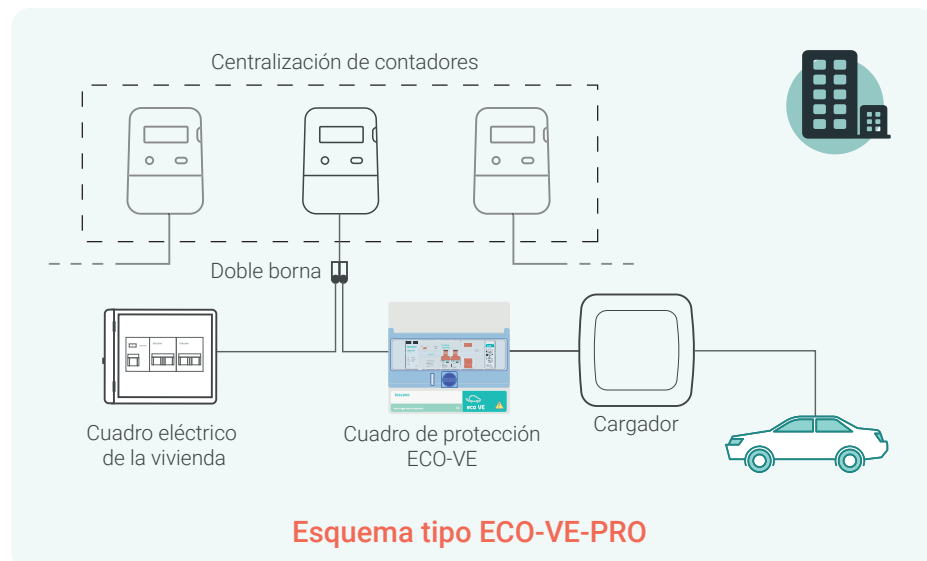 Centralización de contadores
Doble borna
eco VE
Cuadro eléctrico
de la vivienda
Cuadro de protección
ECO-VE
Cargador
Esquema tipo ECO-VE-PRO